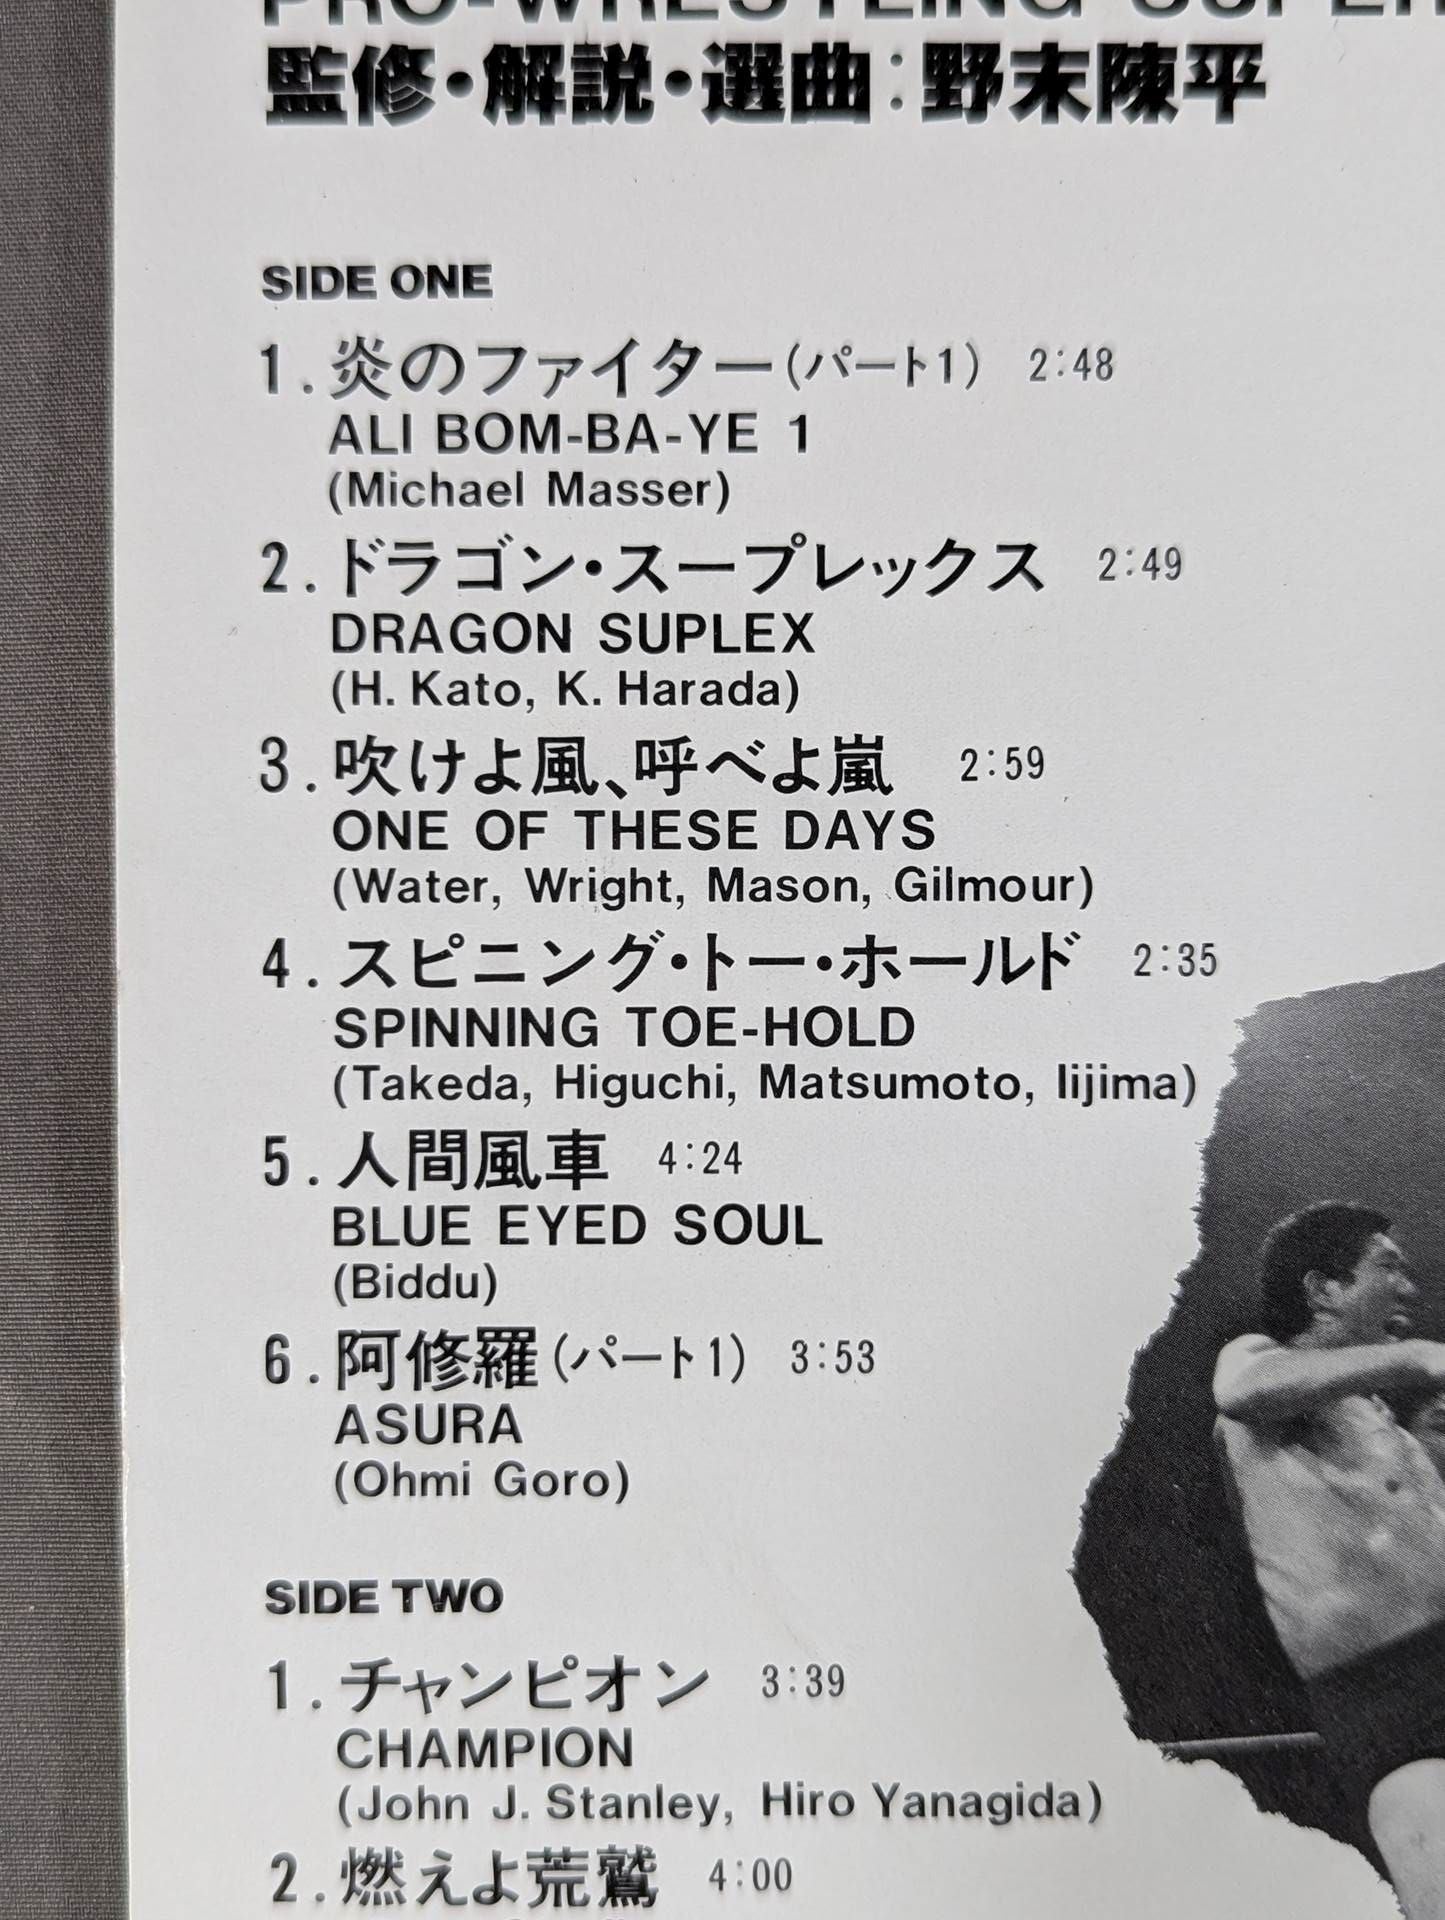 PRO-WRESTLING SUPER
監修・解説・選曲：野末陳平
SIDE ONE
1.炎のファイター(パート1) 2:48
ALI BOM-BA-YE 1
(Michael Masser)
2.ドラゴン・スープレックス 2:49
DRAGON SUPLEX
(H. Kato, K. Harada)
3.吹けよ風、呼べよ嵐 2:59
ONE OF THESE DAYS
(Water, Wright, Mason, Gilmour)
4.スピニング・トー・ホールド 2:35
SPINNING TOE-HOLD
(Takeda, Higuchi, Matsumoto, Iijima)
5.人間風車 4:24
BLUE EYED SOUL
(Biddu)
6.阿修羅(パート1) 3:53
ASURA
(Ohmi Goro)
SIDE TWO
1.チャンピオン 3:39
CHAMPION
(John J. Stanley, Hiro Yanagida)
2.燃えよ荒鷲 4:00